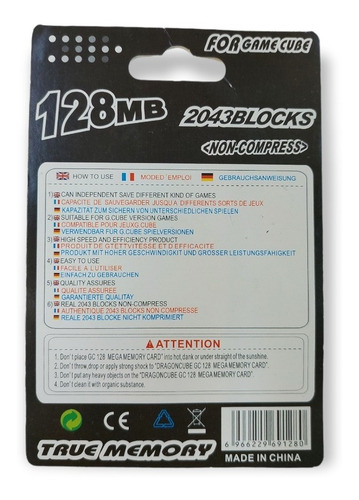 FOR GAME CUBE
128MB
2043BLOCKS
<NON-COMPRESS>
HOW TO USE MODED EMPLOI GEBRAUCHSANWEISUNG
1) CAN INDEPENDENT SAVE DIFFERENT KIND OF GAMES
CAPACITE DE SAUVEGARDER JUSQU'A DIFFERENTS SORTS DE JEUX
KAPAZITAT ZUM SICHERN VON UNTERSCHIEDLICHEN SPIELEN
2) SUITABLE FOR G.CUBE VERSION GAMES
COMPATIBLE POUR JEUXG CUBE
VERWENDBAR FUR G.CUBE SPIELVERSIONEN
3) HIGH SPEED AND EFFICIENCY PRODUCT
PRODUIT DE GTETTVITESSE ET D'EFFICACITE
PRODUKT MIT HOHER GESCHWINDIGKIT UND GROSSER LEISTUNGSFAHIGKEIT
4) EASY TO USE
FACILE A L'UTILISER
EINFACH ZU GEBRAUCHEN
5) QUALITY ASSURES
QUALITE ASSUREE
GARANTIERTE QUALITAY
6) REAL 2043 BLOCKS NON-COMPRESS
AUTHENTIQUE 2043 BLOCKS NON COMPRESSE
REALE 2043 BLOCKE NICHT KOMPRIMIERT
ATTENTION
1. Don't place GC 128 MEGA MEMORY CARD" into hot,dank or under straight of the sunshine.
2. Don't throw,drop or apply strong shock to "DRAGONCUBE GC 128 MEGA MEMORY CARD".
3. Don't put any heavy objects on the "DRAGONCUBE GC 128 MEGA MEMORY CARD".
4. Don't clean it with organic substance.
CE
TRUE MEMORY
6 966229 691280
MADE IN CHINA